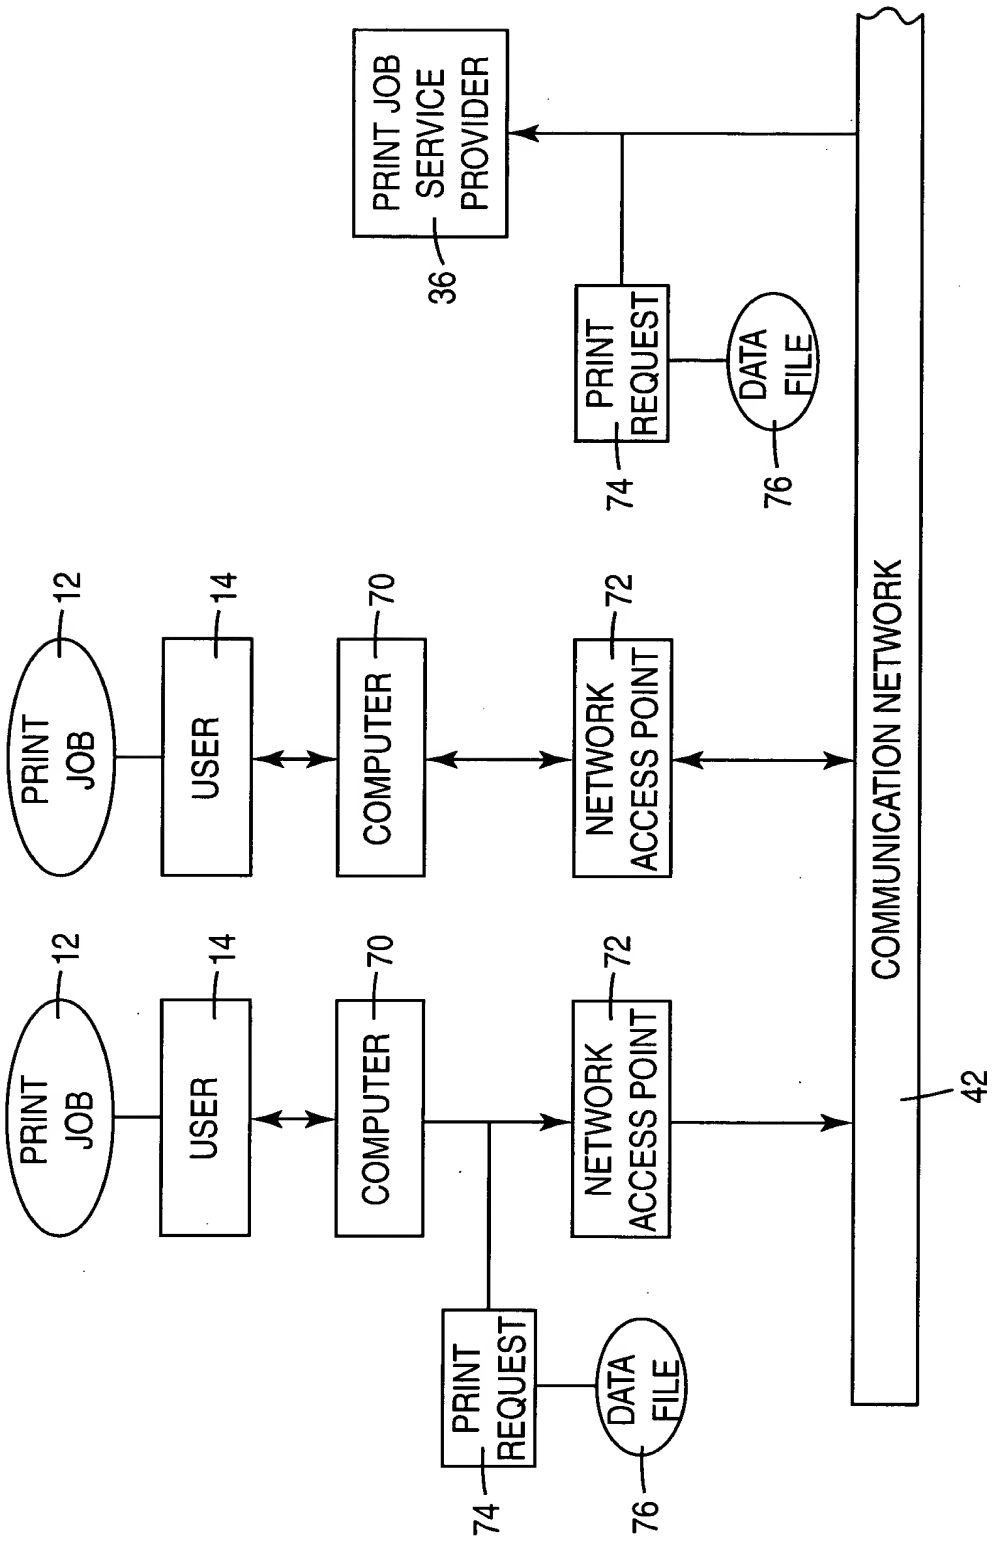 PRINT
JOB
12
USER
14
COMPUTER
70
NETWORK
ACCESS POINT
72
PRINT
REQUEST
74
DATA
FILE
76
PRINT
JOB
12
USER
14
COMPUTER
70
NETWORK
ACCESS POINT
72
PRINT JOB
SERVICE
PROVIDER
36
PRINT
REQUEST
74
DATA
FILE
76
COMMUNICATION NETWORK
42